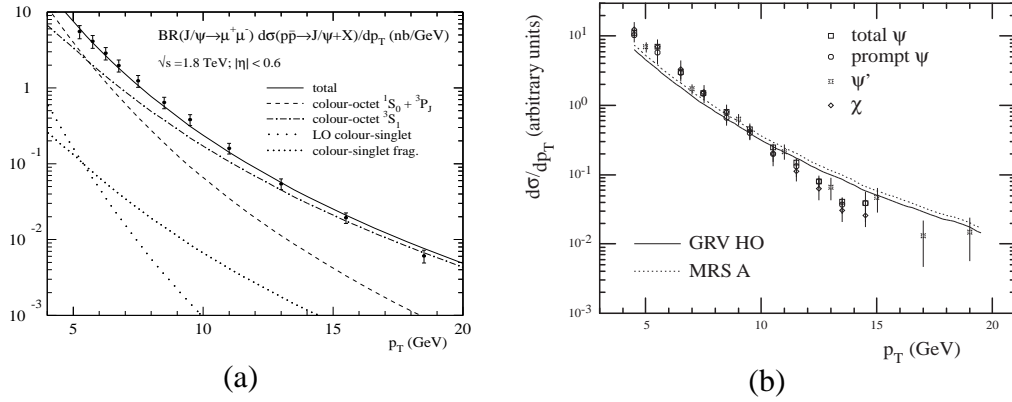 BR(J/ψ→μ⁺μ⁻) dσ(pp̄→J/ψ+X)/dp_T (nb/GeV)
√s =1.8 TeV; |η| < 0.6
total
colour-octet ¹S₀ + ³P_J
colour-octet ³S₁
LO colour-singlet
colour-singlet frag.
10
1
10⁻¹
10⁻²
10⁻³
5
10
15
20
p_T (GeV)
(a)
dσ/dp_T (arbitrary units)
10²
10¹
10⁰
10⁻¹
10⁻²
10⁻³
total ψ
prompt ψ
ψ'
χ
GRV HO
MRS A
5
10
15
20
p_T (GeV)
(b)